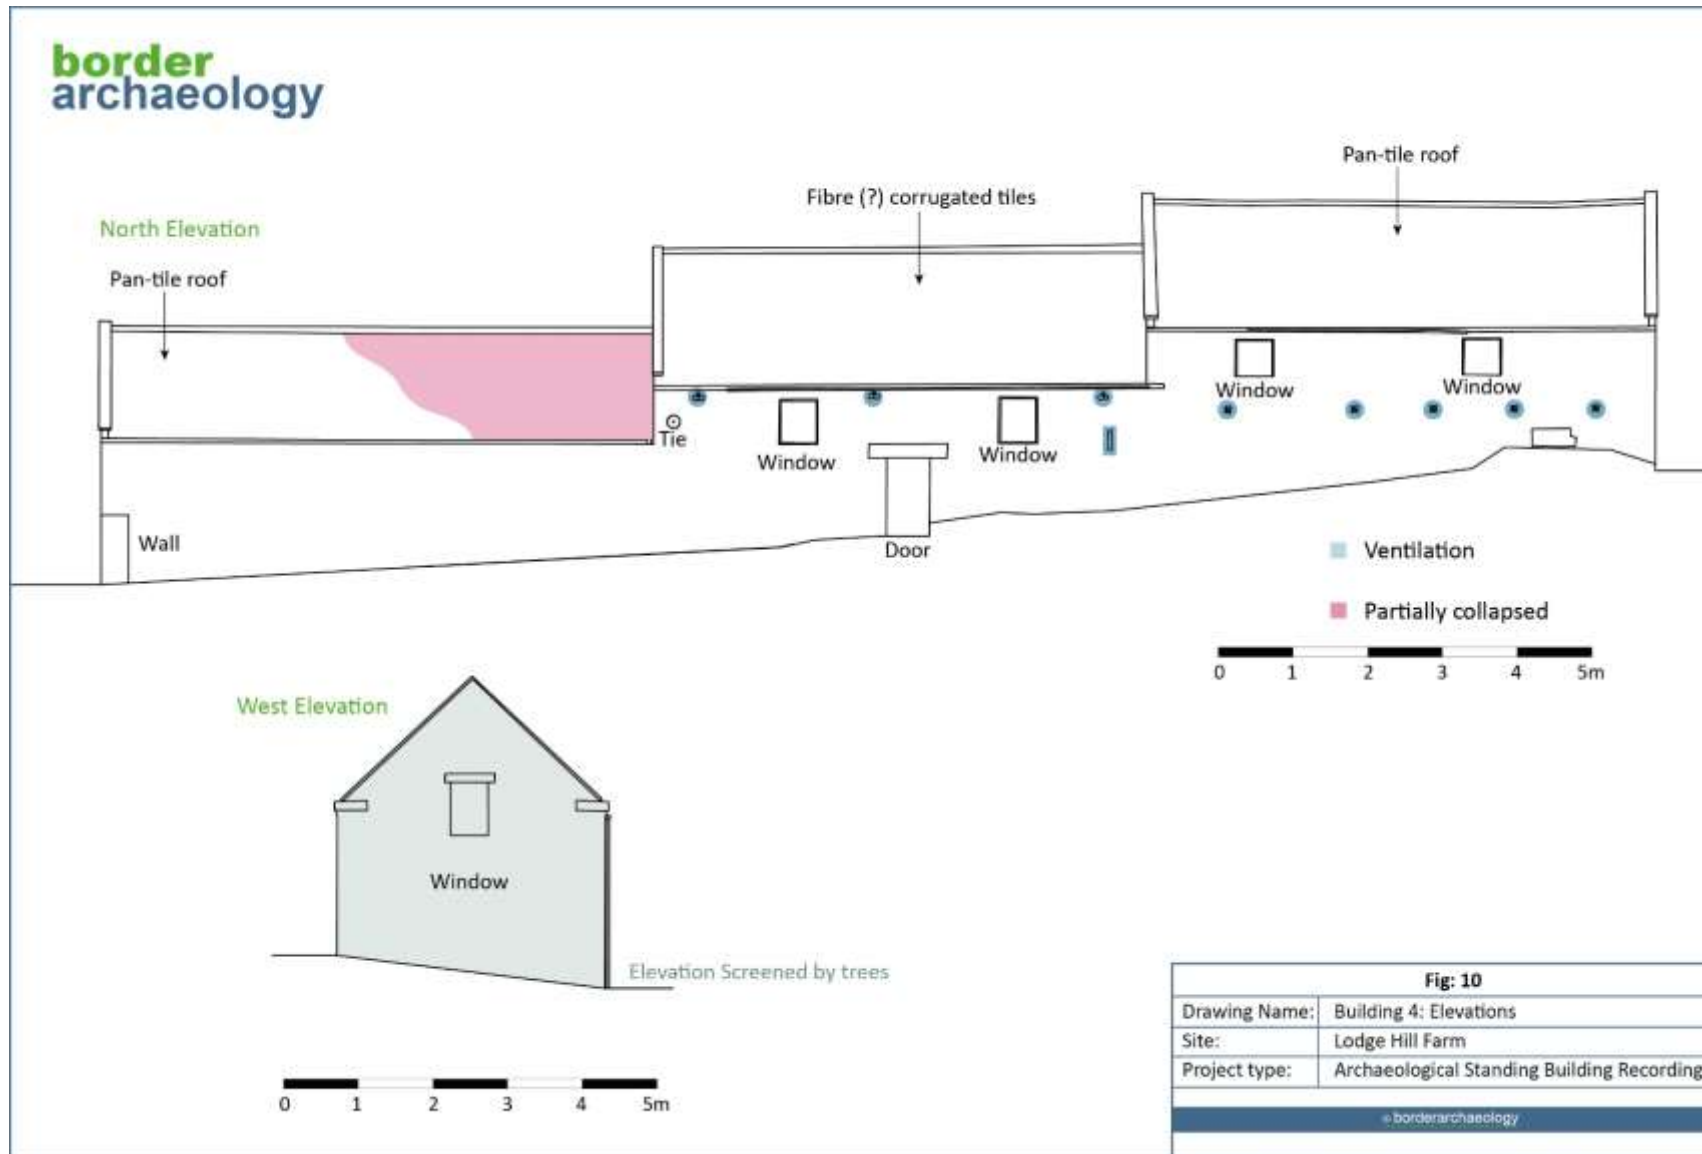 border
archaeology
Pan-tile roof
Fibre (?) corrugated tiles
North Elevation
Pan-tile roof
Window
Window
Tie
Window
Window
Wall
Door
Ventilation
Partially collapsed
0 1 2 3 4 5m
West Elevation
Window
Elevation Screened by trees
0 1 2 3 4 5m
Fig: 10
Drawing Name: Building 4: Elevations
Site: Lodge Hill Farm
Project type: Archaeological Standing Building Recording
© borderarchaeology